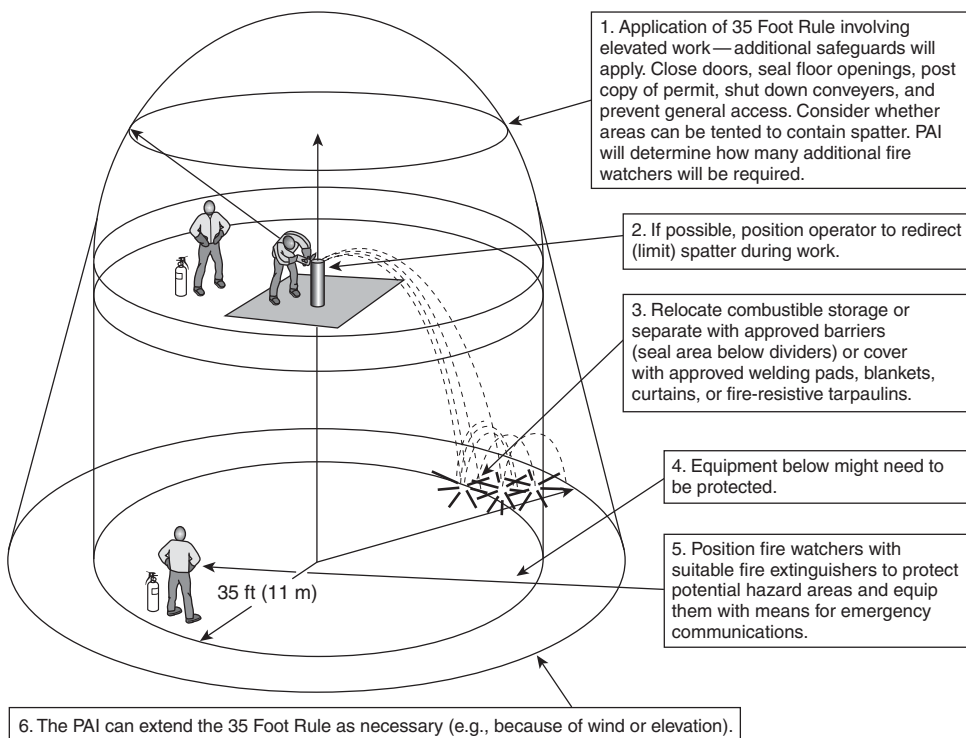 1. Application of 35 Foot Rule involving
elevated work — additional safeguards will
apply. Close doors, seal floor openings, post
copy of permit, shut down conveyers, and
prevent general access. Consider whether
areas can be tented to contain spatter. PAI
will determine how many additional fire
watchers will be required.
2. If possible, position operator to redirect
(limit) spatter during work.
3. Relocate combustible storage or
separate with approved barriers
(seal area below dividers) or cover
with approved welding pads, blankets,
curtains, or fire-resistive tarpaulins.
4. Equipment below might need to
be protected.
5. Position fire watchers with
suitable fire extinguishers to protect
potential hazard areas and equip
them with means for emergency
communications.
35 ft (11 m)
6. The PAI can extend the 35 Foot Rule as necessary (e.g., because of wind or elevation).